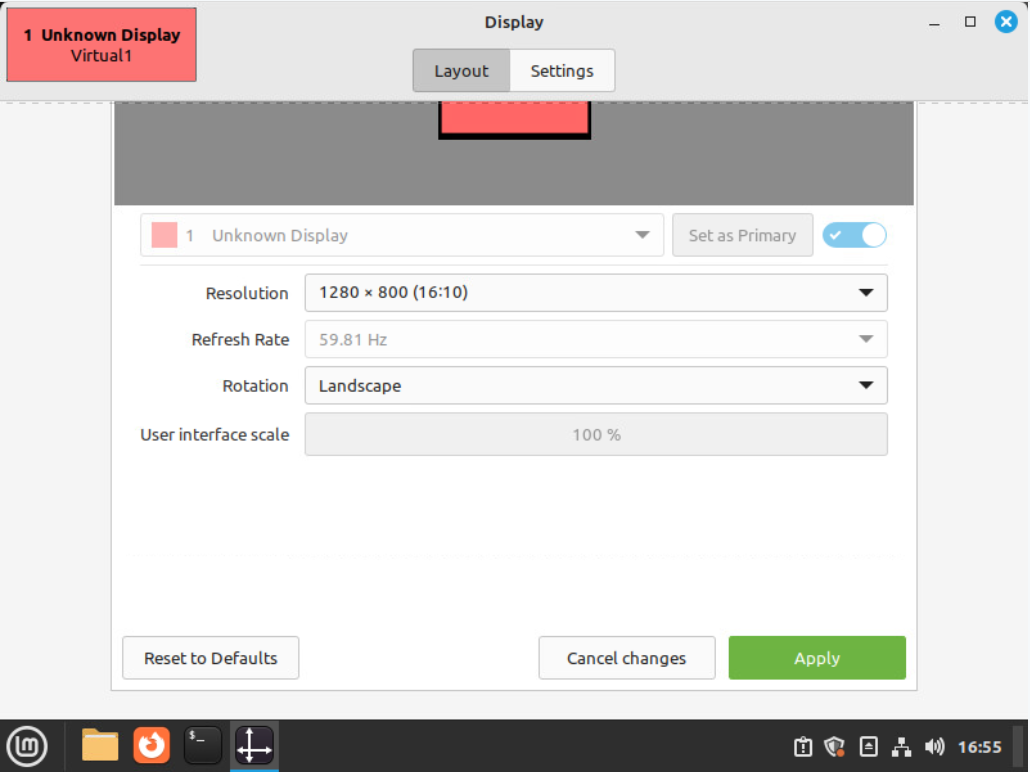 1 Unknown Display
Virtual1
Display
Layout
Settings
1 Unknown Display
Set as Primary
Resolution
1280 × 800 (16:10)
Refresh Rate
59.81 Hz
Rotation
Landscape
User interface scale
100 %
Reset to Defaults
Cancel changes
Apply
lm
$_
16:55